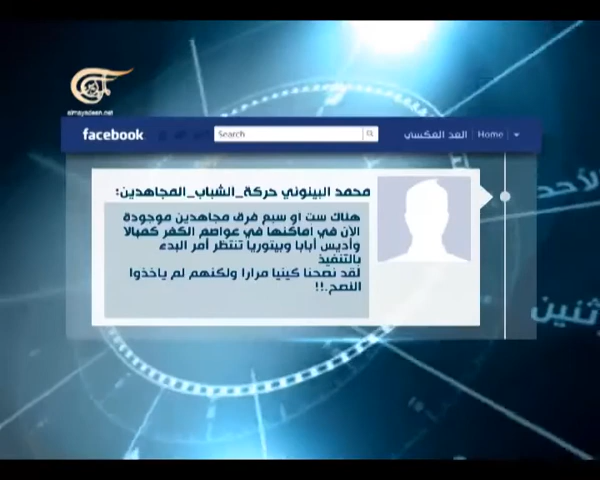 الميادين
almayadeen.net
facebook
Search
العد العكسي
Home
محمد البينوني حركة_الشباب_المجاهدين:
هناك ست او سبع فرق مجاهدين موجودة
الآن في اماكنها في عواصم الكفر كمبالا
وأديس أبابا وبيتوريا تنتظر أمر البدء
بالتنفيذ
لقد نصحنا كينيا مرارا ولكنهم لم ياخذوا
النصح.!!
الأحد